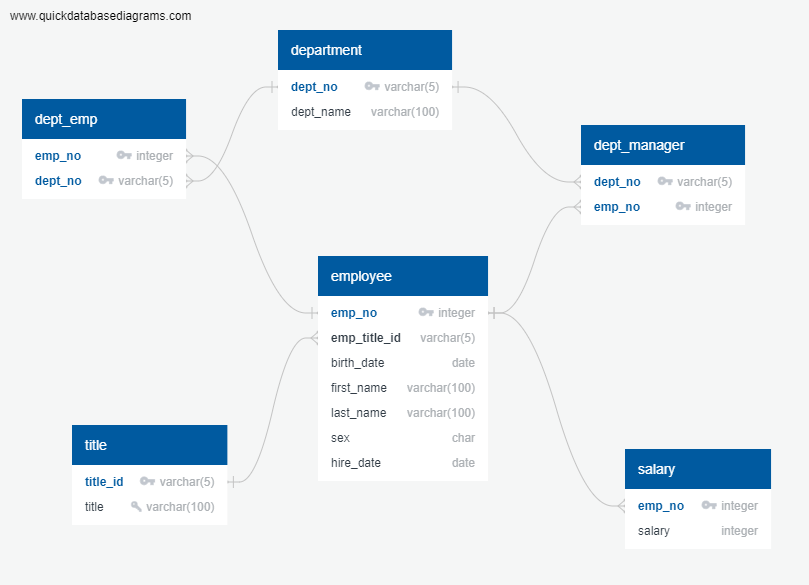 www.quickdatabasediagrams.com
department
dept_no varchar(5)
dept_name varchar(100)
dept_emp
emp_no integer
dept_no varchar(5)
dept_manager
dept_no varchar(5)
emp_no integer
employee
emp_no integer
emp_title_id varchar(5)
birth_date date
first_name varchar(100)
last_name varchar(100)
sex char
hire_date date
title
title_id varchar(5)
title varchar(100)
salary
emp_no integer
salary integer